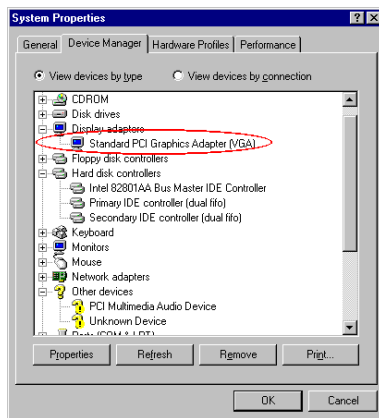 System Properties
General Device Manager Hardware Profiles Performance
View devices by type View devices by connection
CDROM
Disk drives
Display adapters
Standard PCI Graphics Adapter (VGA)
Floppy disk controllers
Hard disk controllers
Intel 82801AA Bus Master IDE Controller
Primary IDE controller (dual fifo)
Secondary IDE controller (dual fifo)
Keyboard
Monitors
Mouse
Network adapters
Other devices
PCI Multimedia Audio Device
Unknown Device
Ports (COM & LPT)
Properties Refresh Remove Print...
OK Cancel